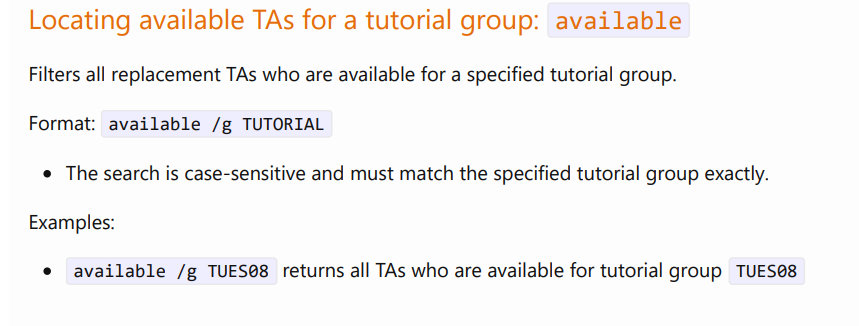 Locating available TAs for a tutorial group: available
Filters all replacement TAs who are available for a specified tutorial group.
Format: available /g TUTORIAL
• The search is case-sensitive and must match the specified tutorial group exactly.
Examples:
• available /g TUES08 returns all TAs who are available for tutorial group TUES08